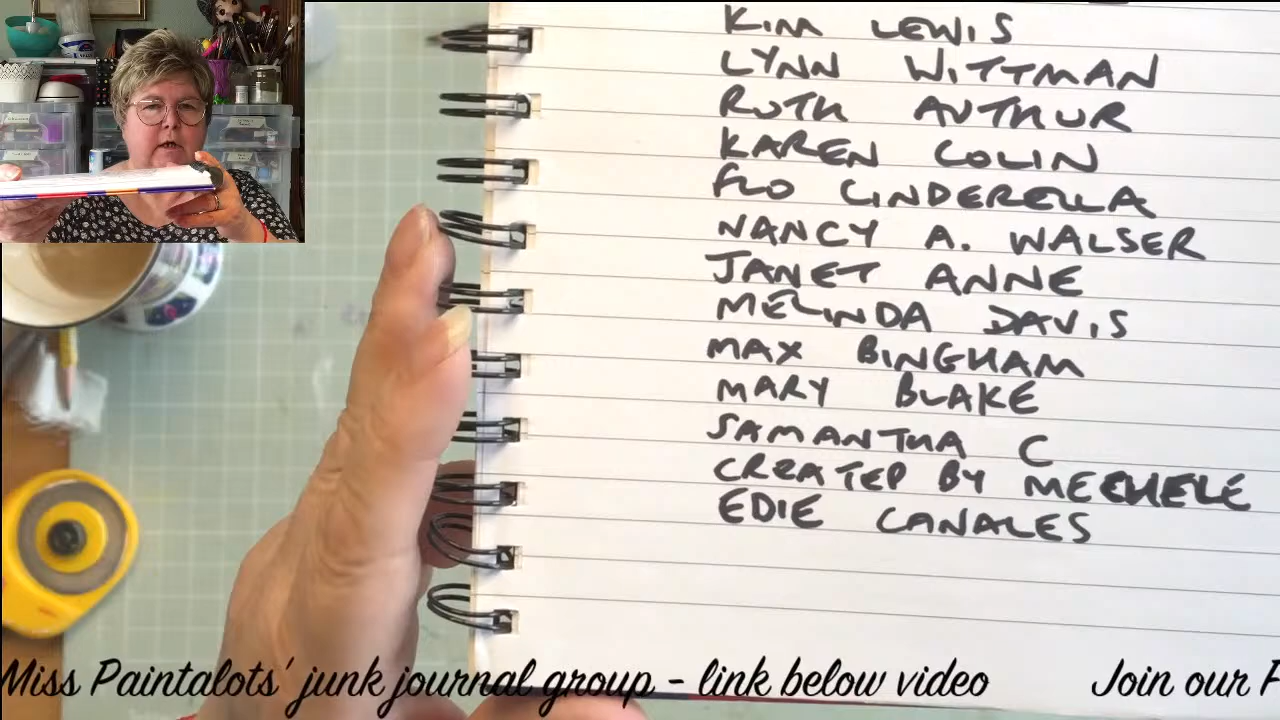 KIM LEWIS
LYNN WITTMAN
RUTH AUTHUR
KAREN COLIN
FLO CINDERELLA
NANCY A. WALSER
JANET ANNE
MELINDA DAVIS
MAX BINGHAM
MARY BLAKE
SAMANTHA C
CREATED BY MECHELE
EDIE CANALES
Miss Paintalots' junk journal group - link below video Join our F